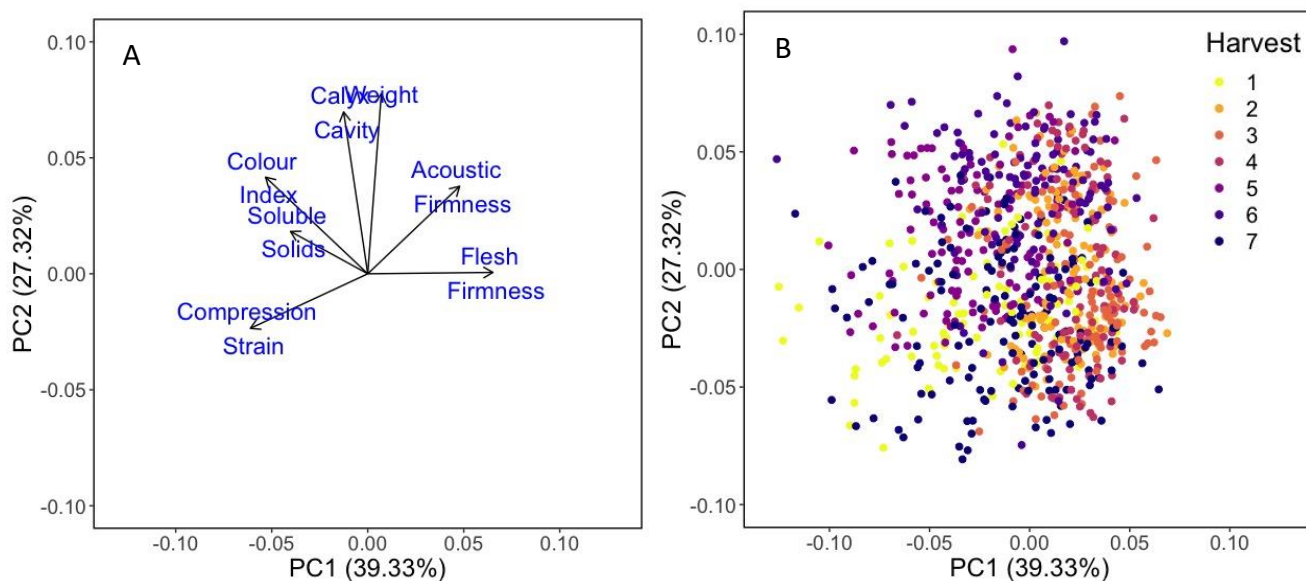 A
0.10
0.05
0.00
-0.05
-0.10
PC2 (27.32%)
Calyx
Weight
Cavity
Colour
Index
Acoustic
Firmness
Soluble
Solids
Flesh
Firmness
Compression
Strain
-0.10 -0.05 0.00 0.05 0.10
PC1 (39.33%)
B
0.10
0.05
0.00
-0.05
-0.10
PC2 (27.32%)
Harvest
1
2
3
4
5
6
7
-0.10 -0.05 0.00 0.05 0.10
PC1 (39.33%)